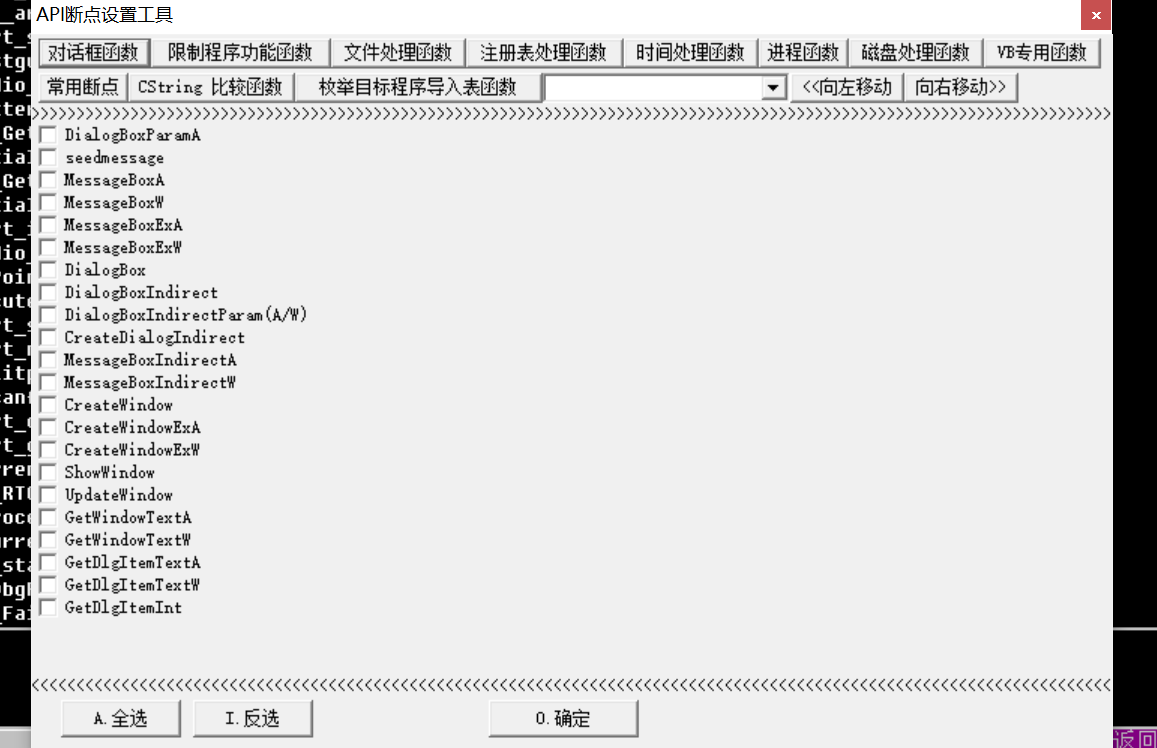 API断点设置工具
对话框函数 限制程序功能函数 文件处理函数 注册表处理函数 时间处理函数 进程函数 磁盘处理函数 VB专用函数
常用断点 CString 比较函数 枚举目标程序导入表函数 <<向左移动 向右移动>>
DialogBoxParamA
seedmessage
MessageBoxA
MessageBoxW
MessageBoxExA
MessageBoxExW
DialogBox
DialogBoxIndirect
DialogBoxIndirectParam(A/W)
CreateDialogIndirect
MessageBoxIndirectA
MessageBoxIndirectW
CreateWindow
CreateWindowExA
CreateWindowExW
ShowWindow
UpdateWindow
GetWindowTextA
GetWindowTextW
GetDlgItemTextA
GetDlgItemTextW
GetDlgItemInt
A.全选 I.反选 O.确定
返回